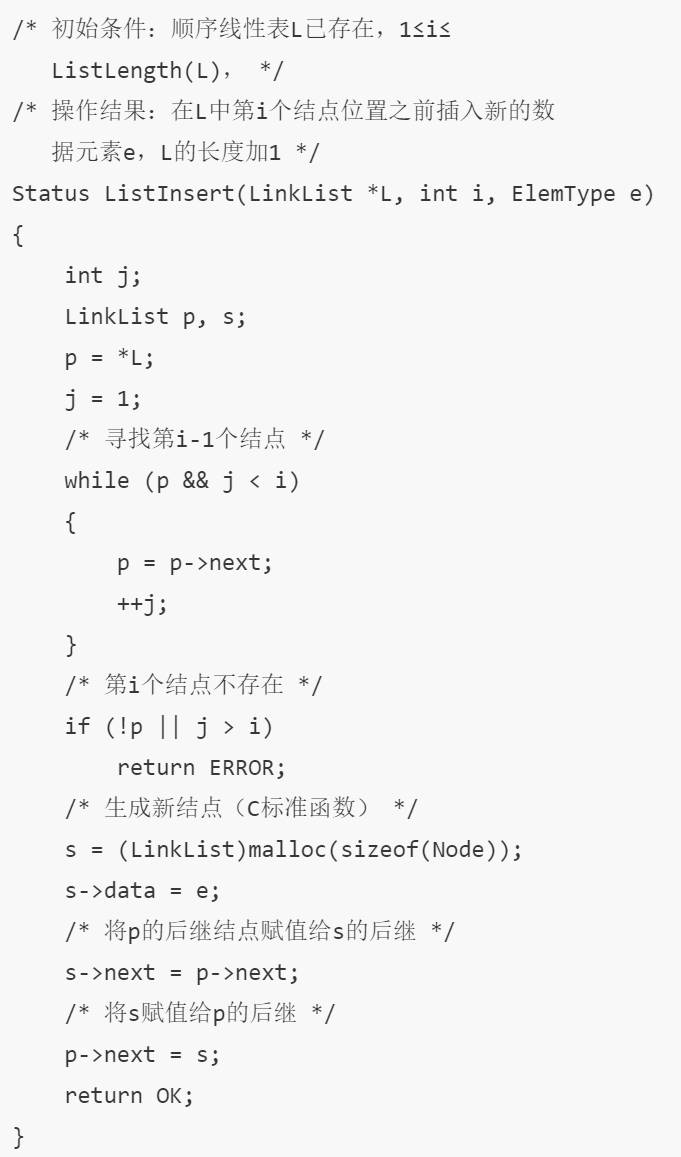 /* 初始条件：顺序线性表L已存在，1≤i≤
   ListLength(L)， */
/* 操作结果：在L中第i个结点位置之前插入新的数
   据元素e，L的长度加1 */
Status ListInsert(LinkList *L, int i, ElemType e)
{
    int j;
    LinkList p, s;
    p = *L;
    j = 1;
    /* 寻找第i-1个结点 */
    while (p && j < i)
    {
        p = p->next;
        ++j;
    }
    /* 第i个结点不存在 */
    if (!p || j > i)
        return ERROR;
    /* 生成新结点（C标准函数） */
    s = (LinkList)malloc(sizeof(Node));
    s->data = e;
    /* 将p的后继结点赋值给s的后继 */
    s->next = p->next;
    /* 将s赋值给p的后继 */
    p->next = s;
    return OK;
}